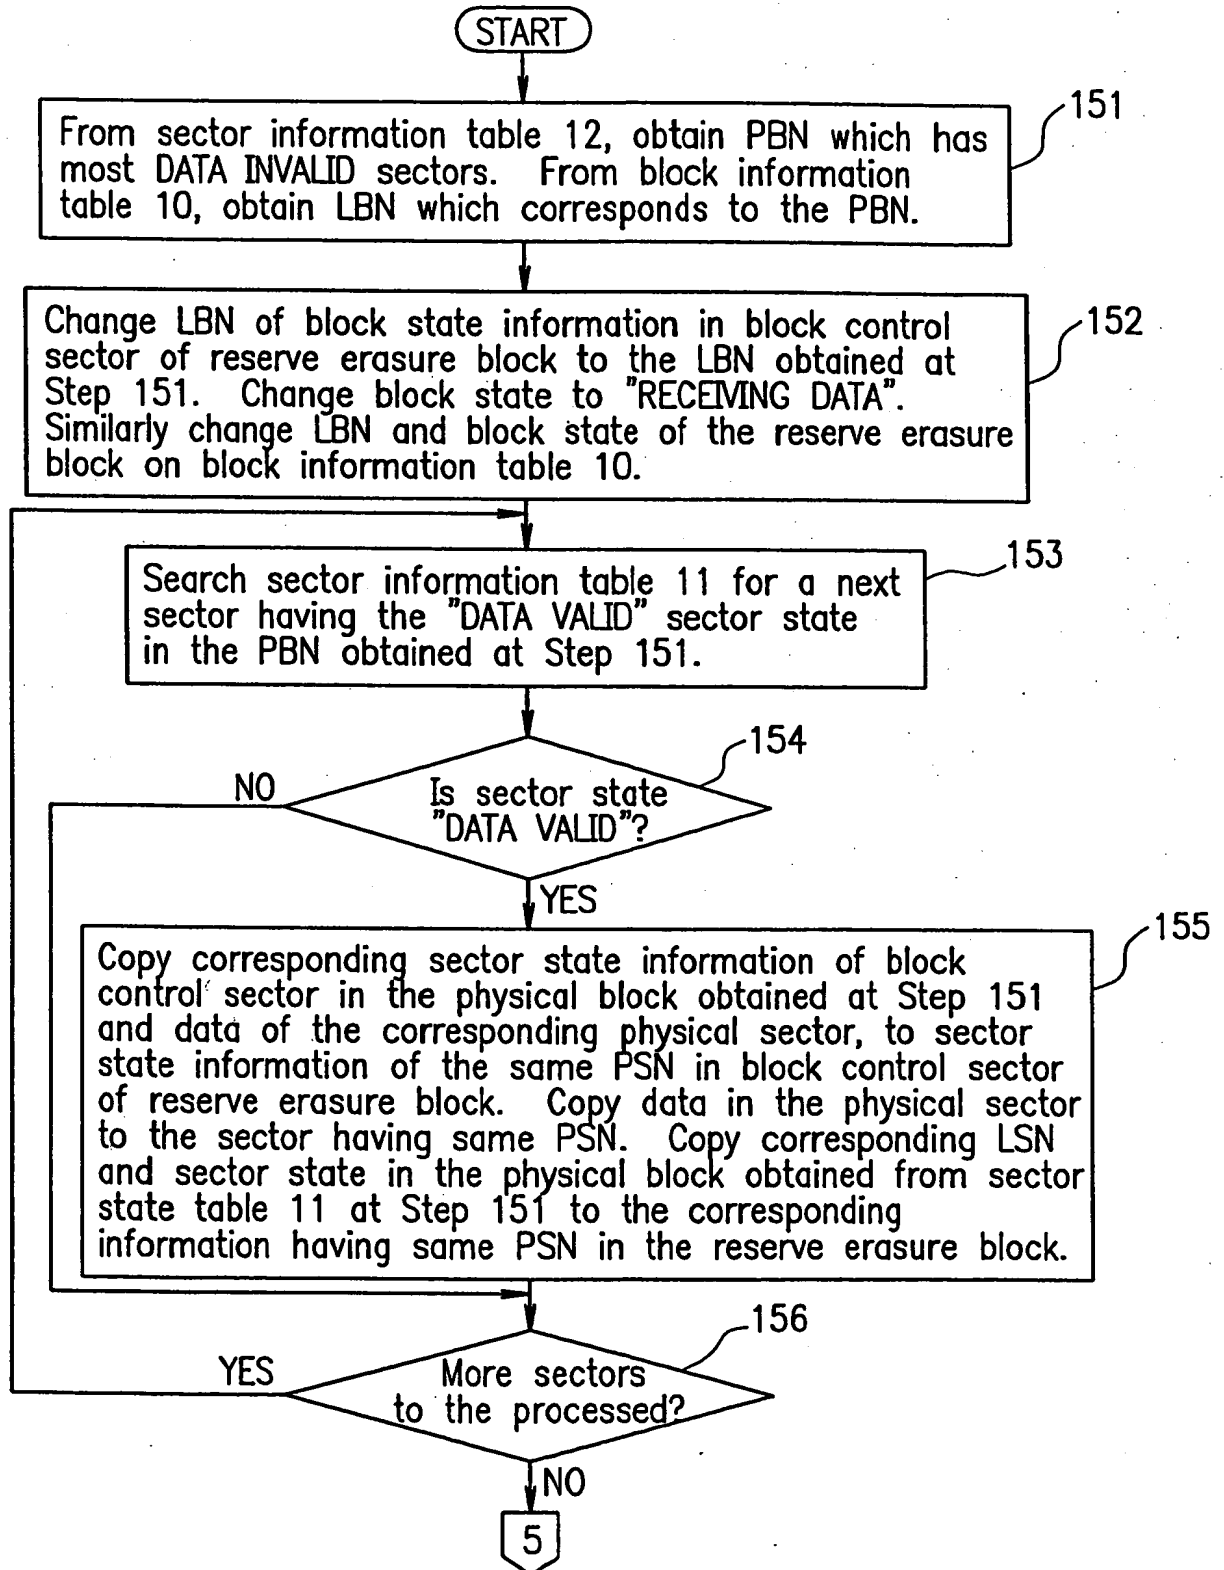 START
151
From sector information table 12, obtain PBN which has
most DATA INVALID sectors. From block information
table 10, obtain LBN which corresponds to the PBN.
152
Change LBN of block state information in block control
sector of reserve erasure block to the LBN obtained at
Step 151. Change block state to "RECEIVING DATA".
Similarly change LBN and block state of the reserve erasure
block on block information table 10.
153
Search sector information table 11 for a next
sector having the "DATA VALID" sector state
in the PBN obtained at Step 151.
154
NO
Is sector state
"DATA VALID"?
YES
155
Copy corresponding sector state information of block
control sector in the physical block obtained at Step 151
and data of the corresponding physical sector, to sector
state information of the same PSN in block control sector
of reserve erasure block. Copy data in the physical sector
to the sector having same PSN. Copy corresponding LSN
and sector state in the physical block obtained from sector
state table 11 at Step 151 to the corresponding
information having same PSN in the reserve erasure block.
156
YES
More sectors
to the processed?
NO
5